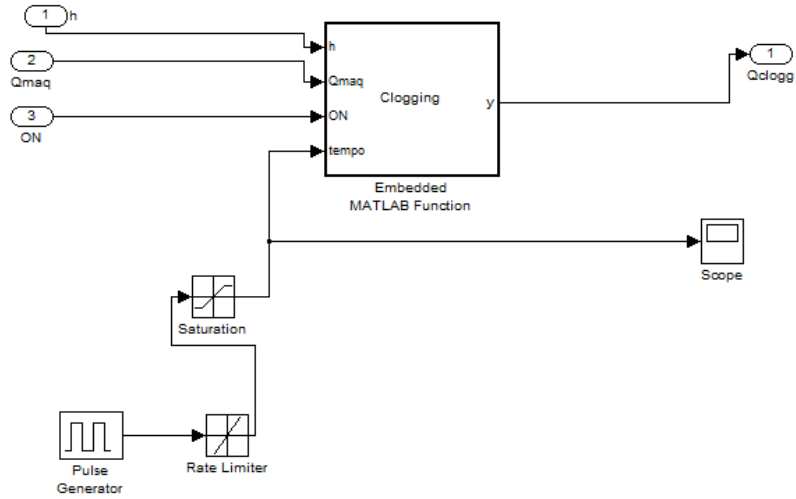 1
h
2
Qmaq
3
ON
h
Qmaq
ON
tempo
Clogging
y
Embedded
MATLAB Function
1
Qclogg
Scope
Saturation
Rate Limiter
Pulse
Generator